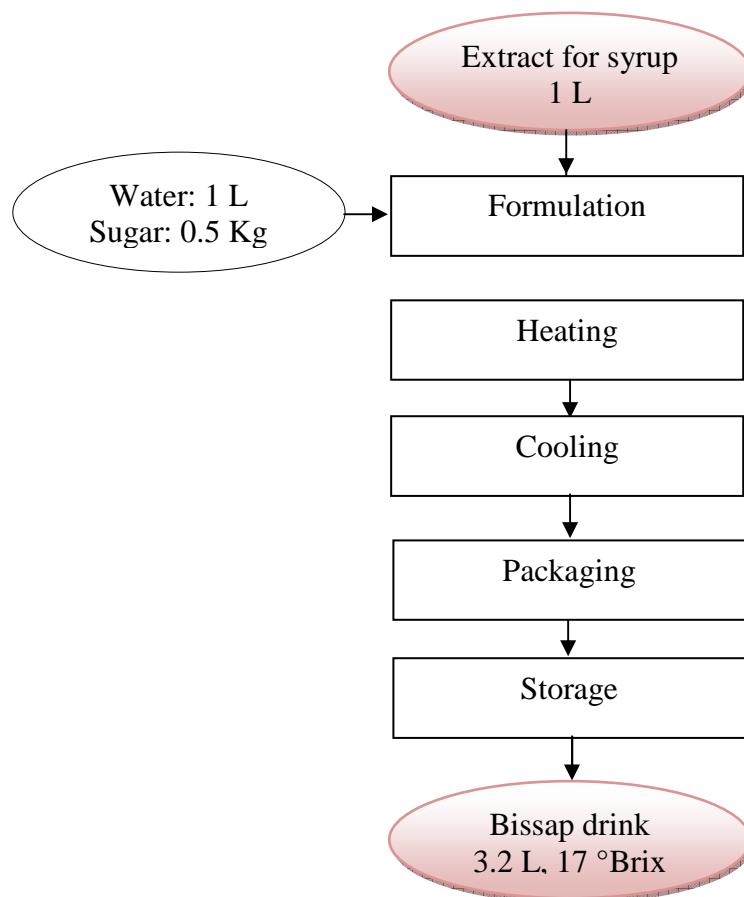 Extract for syrup
1 L
Water: 1 L
Sugar: 0.5 Kg
Formulation
Heating
Cooling
Packaging
Storage
Bissap drink
3.2 L, 17 °Brix